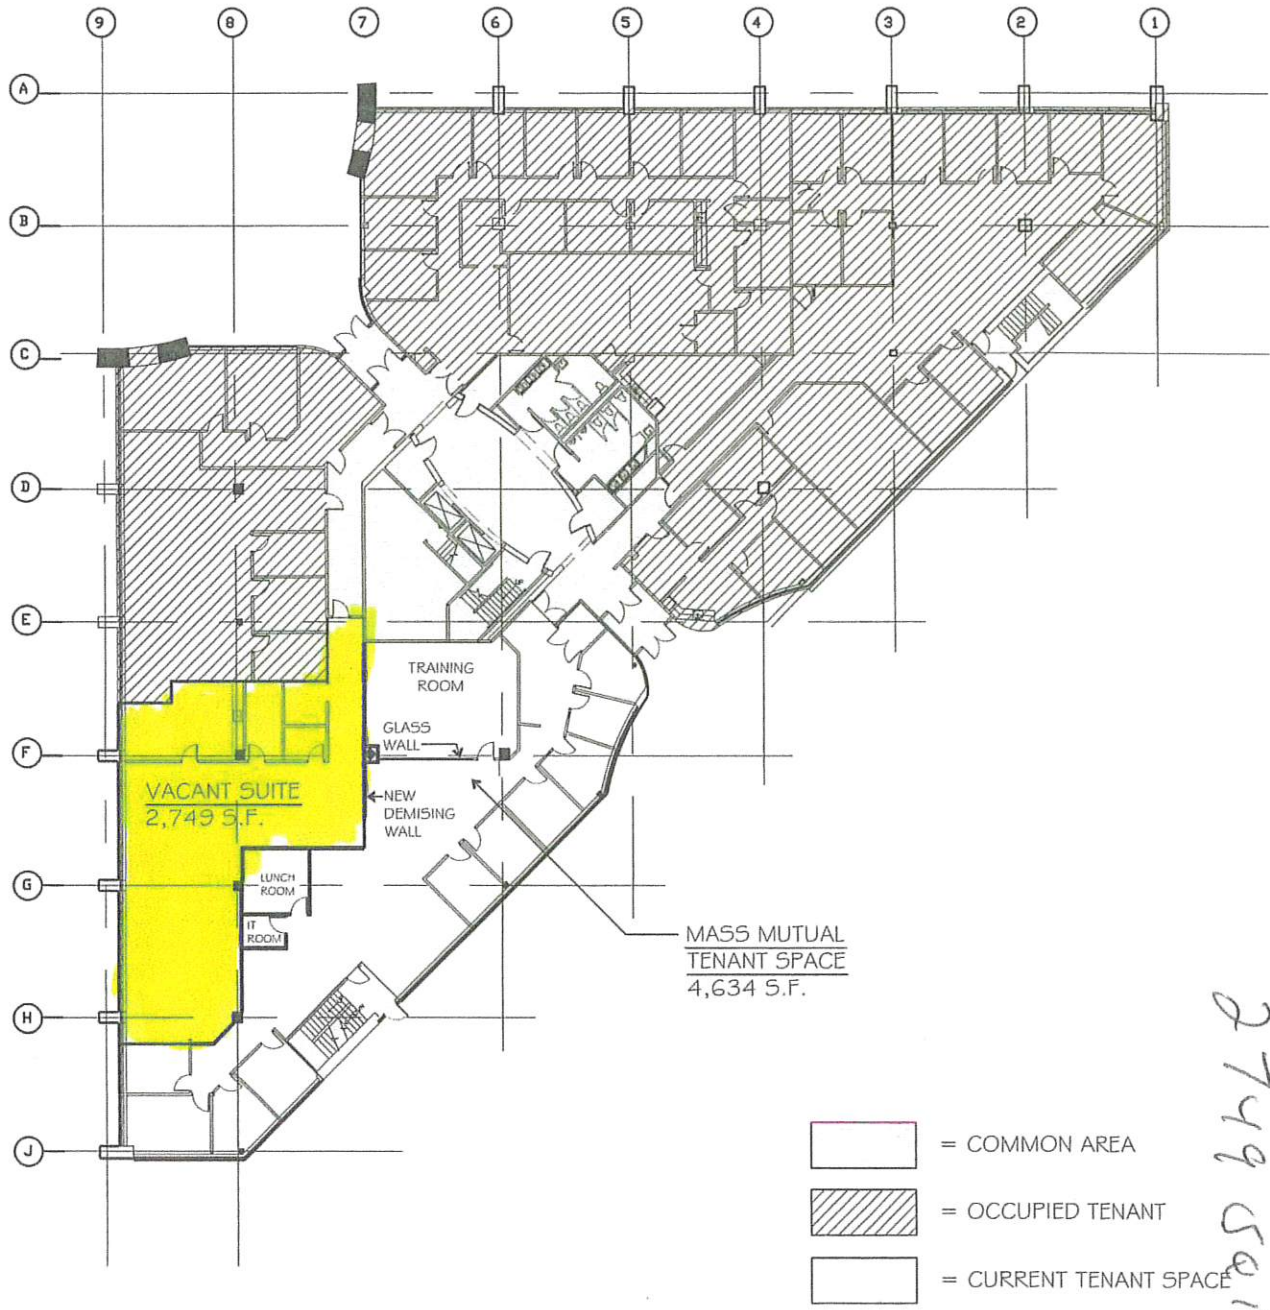 9 8 7 6 5 4 3 2 1
A
B
C
D
E
F
G
H
J
TRAINING
ROOM
GLASS
WALL
VACANT SUITE
2,749 S.F.
NEW
DEMISING
WALL
LUNCH
ROOM
IT
ROOM
MASS MUTUAL
TENANT SPACE
4,634 S.F.
= COMMON AREA
= OCCUPIED TENANT
= CURRENT TENANT SPACE
2749